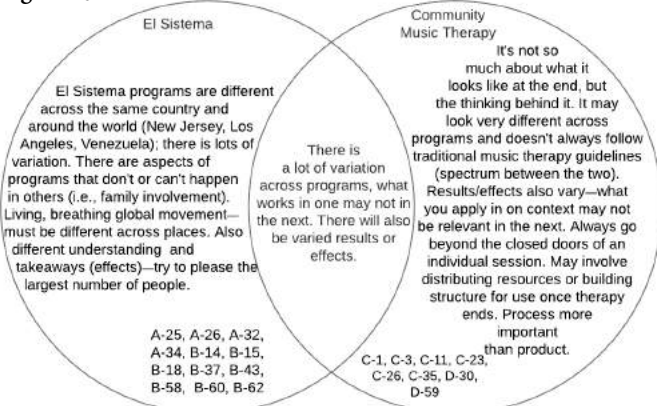 El Sistema
El Sistema programs are different
across the same country and
around the world (New Jersey, Los
Angeles, Venezuela); there is lots of
variation. There are aspects of
programs that don't or can't happen
in others (i.e., family involvement).
Living, breathing global movement—
must be different across places. Also
different understanding and
takeaways (effects)—try to please the
largest number of people.
A-25, A-26, A-32,
A-34, B-14, B-15,
B-18, B-37, B-43,
B-58, B-60, B-62
There is
a lot of variation
across programs, what
works in one may not in
the next. There will also
be varied results or
effects.
Community
Music Therapy
It's not so
much about what it
looks like at the end, but
the thinking behind it. It may
look very different across
programs and doesn't always follow
traditional music therapy guidelines
(spectrum between the two).
Results/effects also vary—what
you apply in on context may not
be relevant in the next. Always go
beyond the closed doors of an
individual session. May involve
distributing resources or building
structure for use once therapy
ends. Process more
important
than product.
C-1, C-3, C-11, C-23,
C-26, C-35, D-30,
D-59